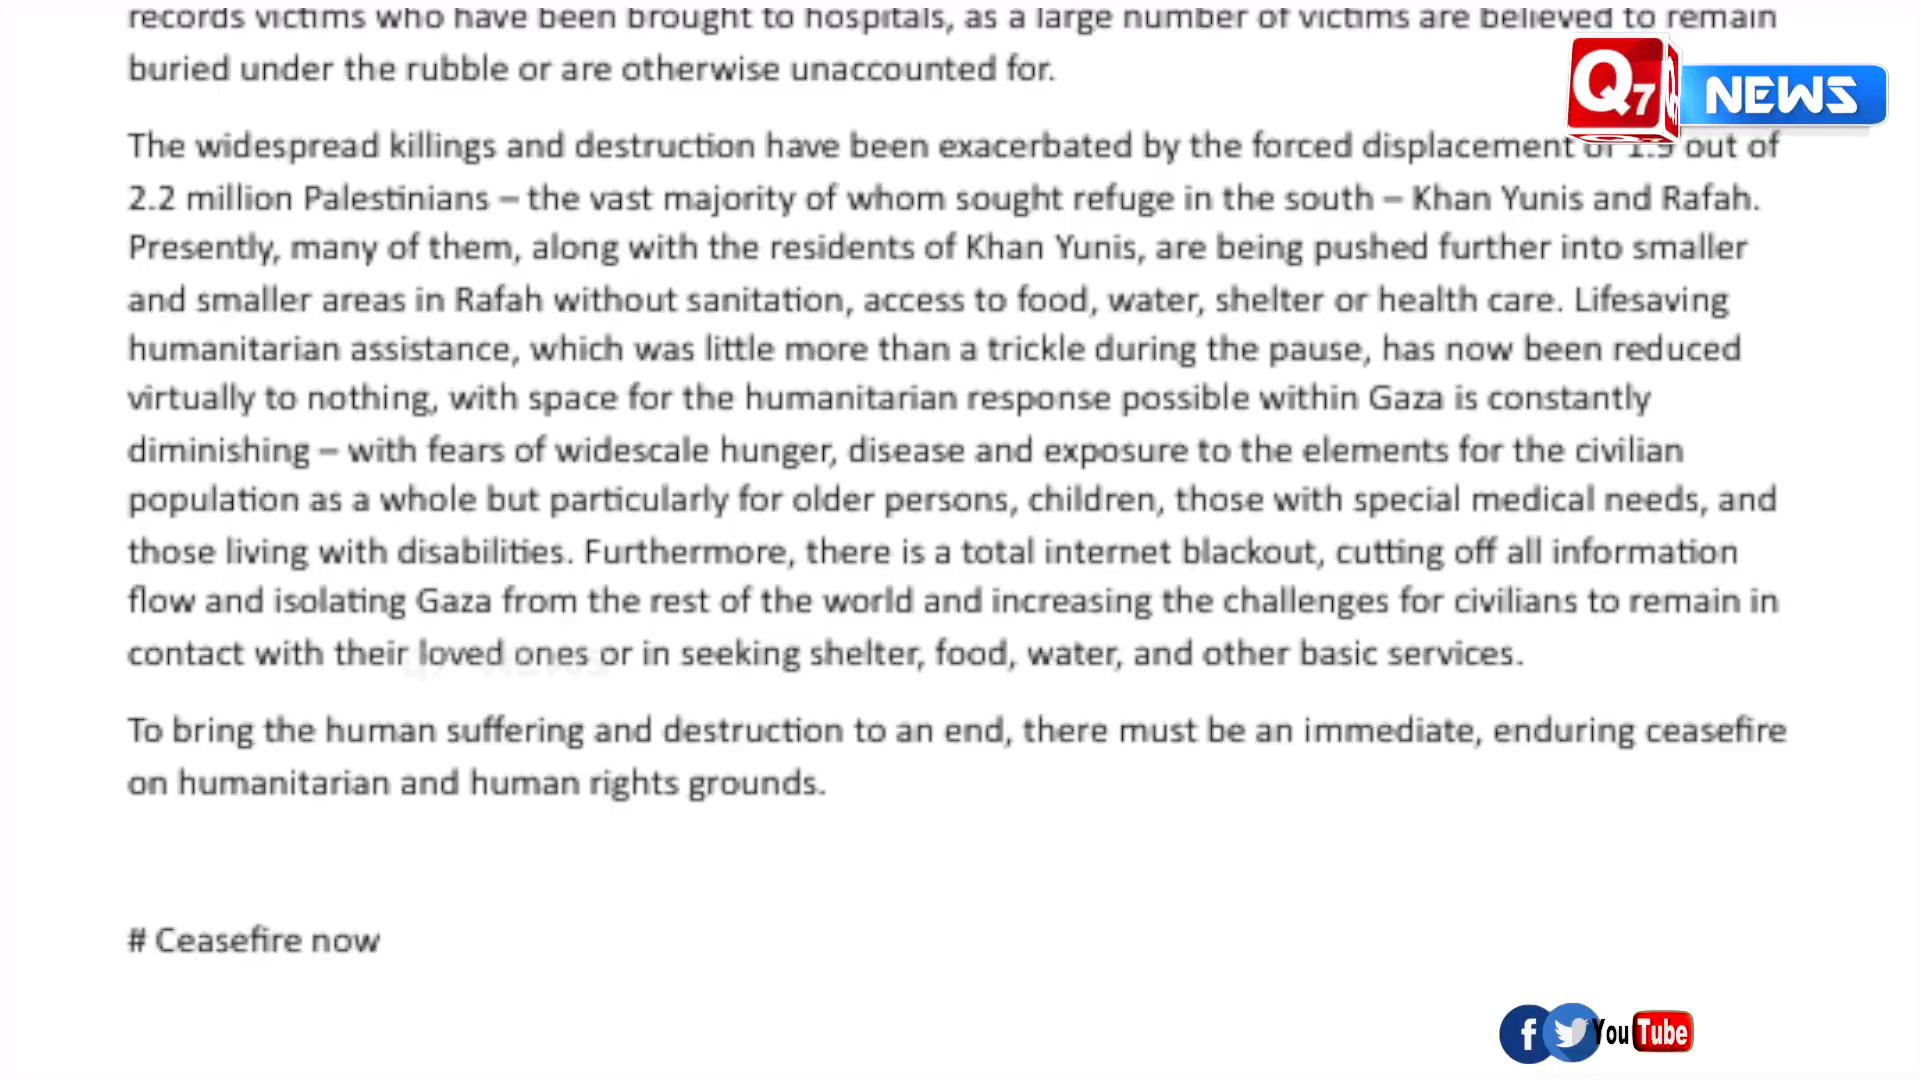 records victims who have been brought to hospitals, as a large number of victims are believed to remain
buried under the rubble or are otherwise unaccounted for.
Q7 NEWS
The widespread killings and destruction have been exacerbated by the forced displacement of 1.9 out of
2.2 million Palestinians – the vast majority of whom sought refuge in the south – Khan Yunis and Rafah.
Presently, many of them, along with the residents of Khan Yunis, are being pushed further into smaller
and smaller areas in Rafah without sanitation, access to food, water, shelter or health care. Lifesaving
humanitarian assistance, which was little more than a trickle during the pause, has now been reduced
virtually to nothing, with space for the humanitarian response possible within Gaza is constantly
diminishing – with fears of widescale hunger, disease and exposure to the elements for the civilian
population as a whole but particularly for older persons, children, those with special medical needs, and
those living with disabilities. Furthermore, there is a total internet blackout, cutting off all information
flow and isolating Gaza from the rest of the world and increasing the challenges for civilians to remain in
contact with their loved ones or in seeking shelter, food, water, and other basic services.
To bring the human suffering and destruction to an end, there must be an immediate, enduring ceasefire
on humanitarian and human rights grounds.
# Ceasefire now
f YouTube